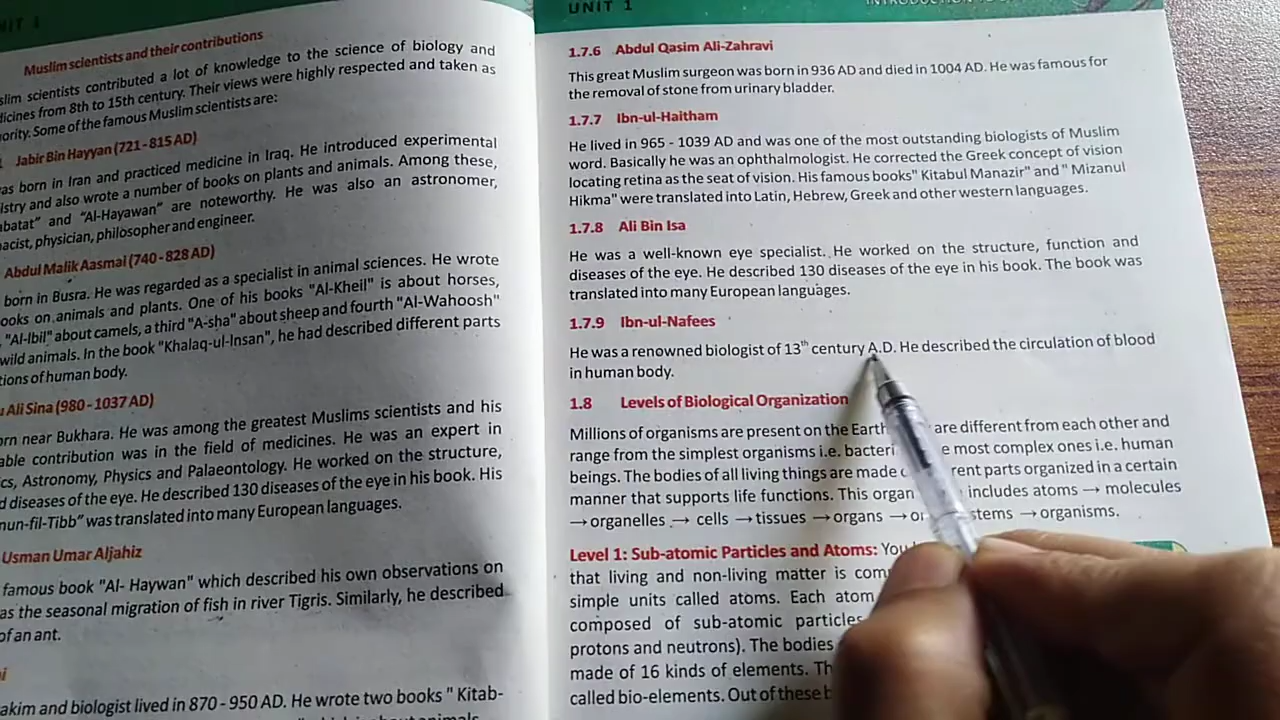 UNIT 1
Muslim scientists and their contributions
scientists contributed a lot of knowledge to the science of biology and
from 8th to 15th century. Their views were highly respected and taken as
Some of the famous Muslim scientists are:
Jabir Bin Hayyan (721-815 AD)
born in Iran and practiced medicine in Iraq. He introduced experimental
and also wrote a number of books on plants and animals. Among these,
and "Al-Hayawan" are noteworthy. He was also an astronomer,
physician, philosopher and engineer.
Abdul Malik Aasmal (740-828 AD)
born in Busra. He was regarded as a specialist in animal sciences. He wrote
on animals and plants. One of his books "Al-Kheil" is about horses,
"Al-Ibil" about camels, a third "A-sha" about sheep and fourth "Al-Wahoosh"
wild animals. In the book "Khalaq-ul-Insan", he had described different parts
of human body.
Ali Sina (980-1037 AD)
near Bukhara. He was among the greatest Muslims scientists and his
contribution was in the field of medicines. He was an expert in
Astronomy, Physics and Palaeontology. He worked on the structure,
diseases of the eye. He described 130 diseases of the eye in his book. His
was translated into many European languages.
Usman Umar Aljahiz
famous book "Al- Haywan" which described his own observations on
as the seasonal migration of fish in river Tigris. Similarly, he described
of an ant.
and biologist lived in 870 - 950 AD. He wrote two books " Kitab-
UNIT 1
1.7.6 Abdul Qasim Ali-Zahravi
This great Muslim surgeon was born in 936 AD and died in 1004 AD. He was famous for
the removal of stone from urinary bladder.
1.7.7 Ibn-ul-Haitham
He lived in 965 - 1039 AD and was one of the most outstanding biologists of Muslim
word. Basically he was an ophthalmologist. He corrected the Greek concept of vision
locating retina as the seat of vision. His famous books" Kitabul Manazir" and " Mizanul
Hikma" were translated into Latin, Hebrew, Greek and other western languages.
1.7.8 Ali Bin Isa
He was a well-known eye specialist. He worked on the structure, function and
diseases of the eye. He described 130 diseases of the eye in his book. The book was
translated into many European languages.
1.7.9 Ibn-ul-Nafees
He was a renowned biologist of 13th century A.D. He described the circulation of blood
in human body.
1.8 Levels of Biological Organization
Millions of organisms are present on the Earth are different from each other and
range from the simplest organisms i.e. most complex ones i.e. human
beings. The bodies of all living things are made parts organized in a certain
manner that supports life functions. This includes atoms → molecules
→ organelles → cells → tissues → organs → → organisms.
Level 1: Sub-atomic Particles and Atoms: You
that living and non-living matter is
simple units called atoms. Each atom
composed of sub-atomic particles
protons and neutrons). The bodies
made of 16 kinds of elements.
called bio-elements. Out of these